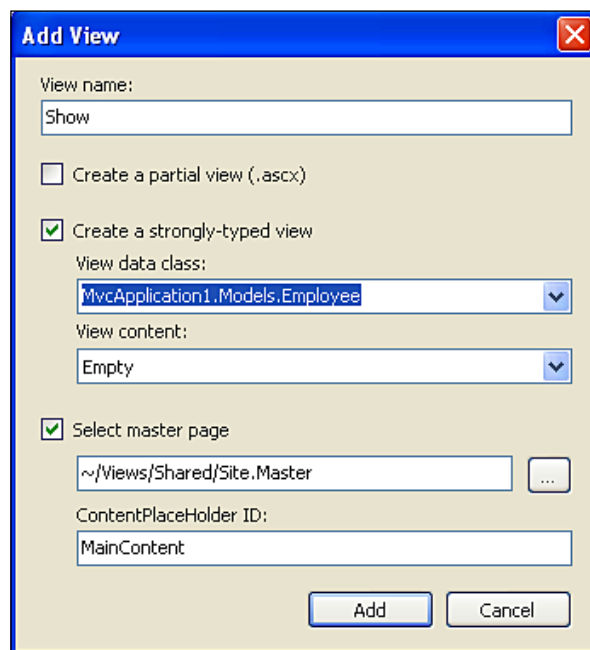 Add View
View name:
Show
Create a partial view (.ascx)
Create a strongly-typed view
View data class:
MvcApplication1.Models.Employee
View content:
Empty
Select master page
~/Views/Shared/Site.Master
...
ContentPlaceHolder ID:
MainContent
Add Cancel